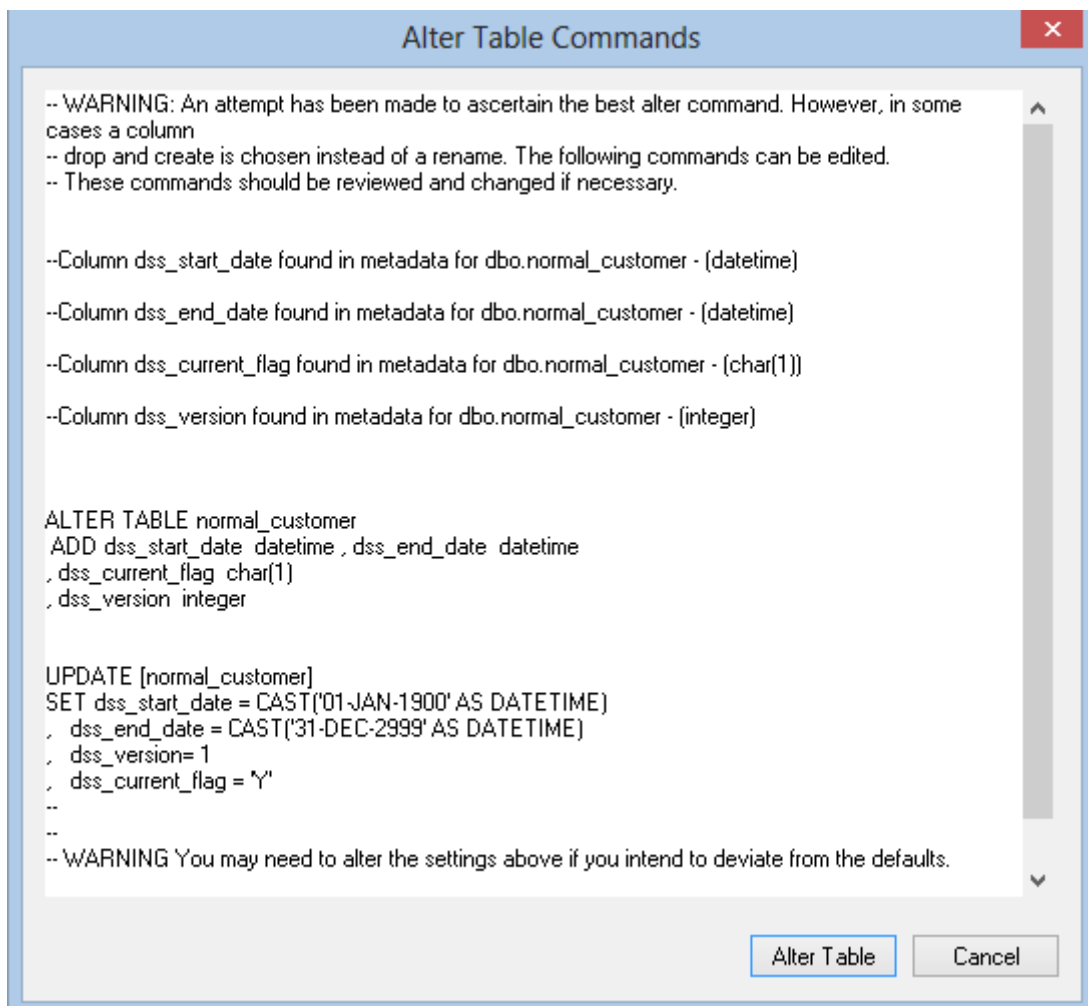 Alter Table Commands
-- WARNING: An attempt has been made to ascertain the best alter command. However, in some
cases a column
-- drop and create is chosen instead of a rename. The following commands can be edited.
-- These commands should be reviewed and changed if necessary.
--Column dss_start_date found in metadata for dbo.normal_customer - (datetime)
--Column dss_end_date found in metadata for dbo.normal_customer - (datetime)
--Column dss_current_flag found in metadata for dbo.normal_customer - (char(1))
--Column dss_version found in metadata for dbo.normal_customer - (integer)
ALTER TABLE normal_customer
ADD dss_start_date  datetime , dss_end_date  datetime
, dss_current_flag  char(1)
, dss_version  integer
UPDATE [normal_customer]
SET dss_start_date = CAST('01-JAN-1900' AS DATETIME)
,   dss_end_date = CAST('31-DEC-2999' AS DATETIME)
,   dss_version= 1
,   dss_current_flag = 'Y'
--
--
-- WARNING You may need to alter the settings above if you intend to deviate from the defaults.
Alter Table
Cancel